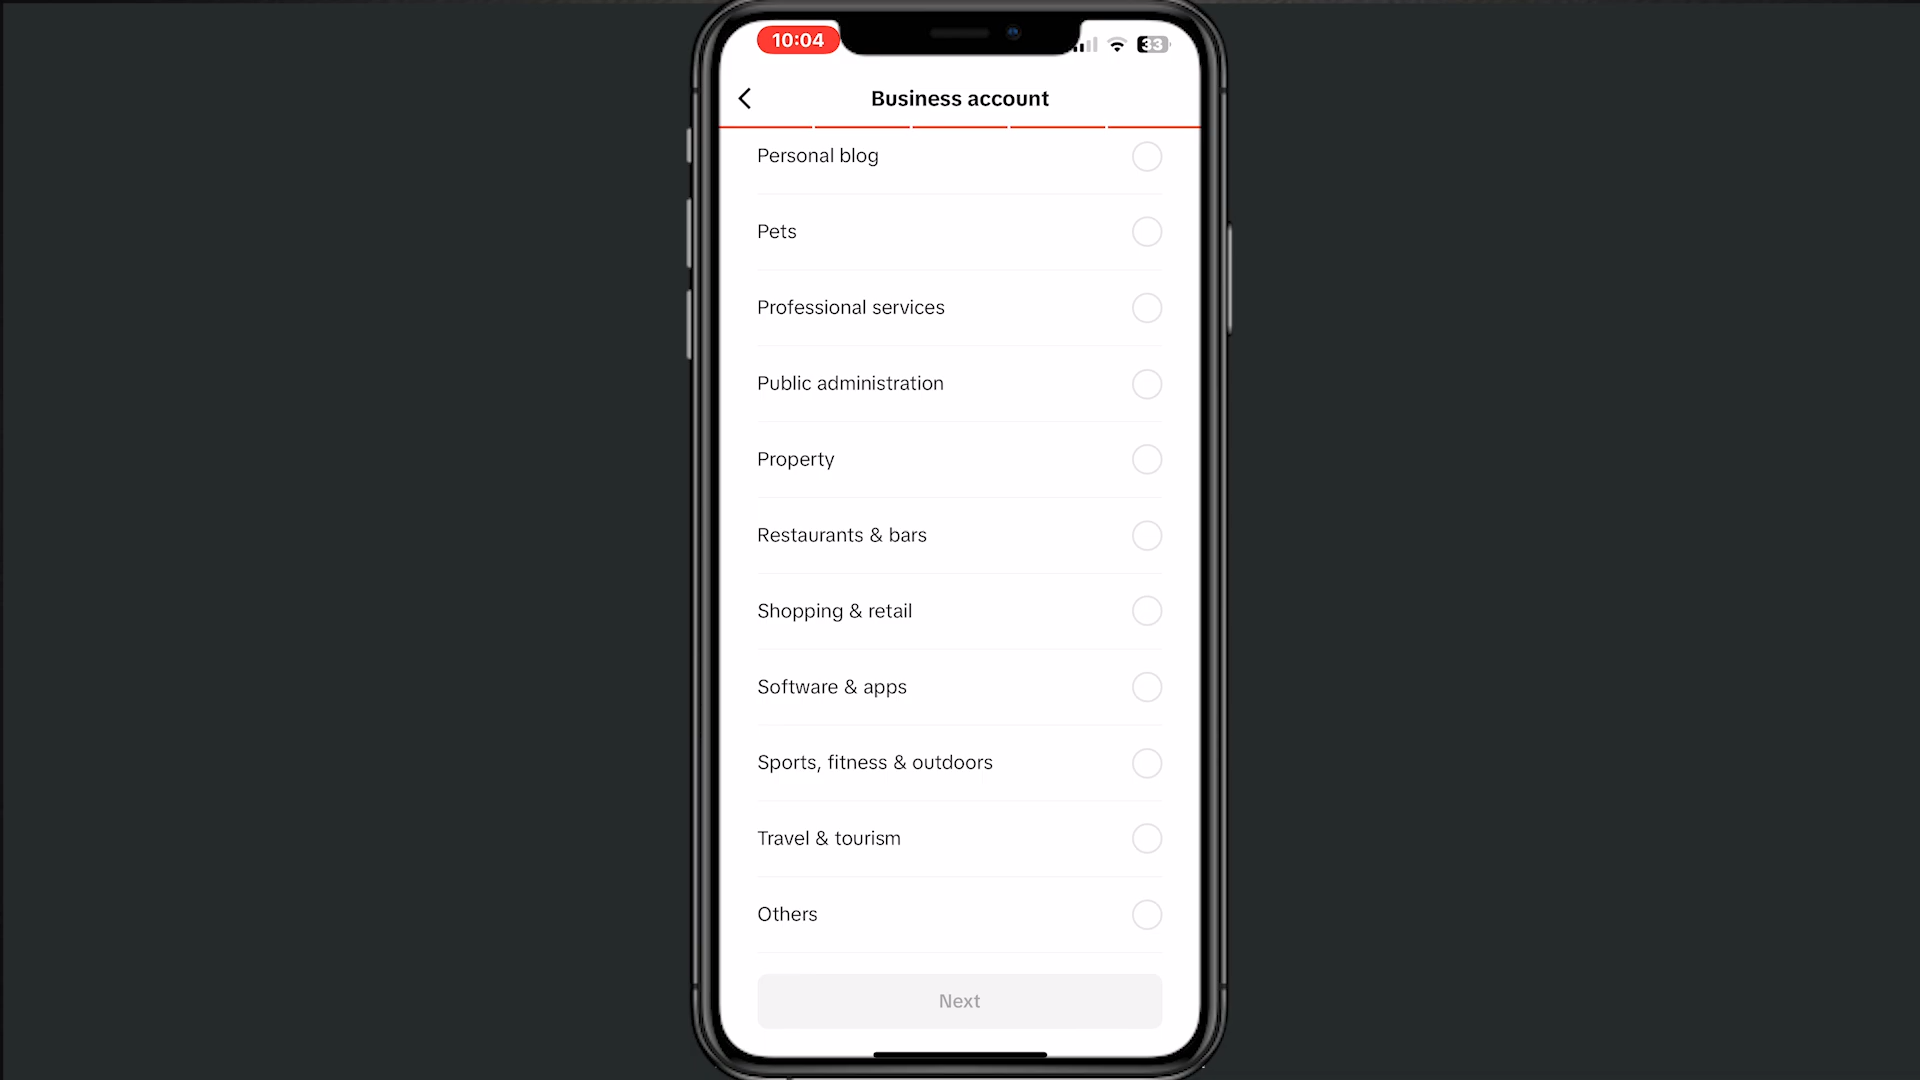 10:04
33
Business account
Personal blog
Pets
Professional services
Public administration
Property
Restaurants & bars
Shopping & retail
Software & apps
Sports, fitness & outdoors
Travel & tourism
Others
Next